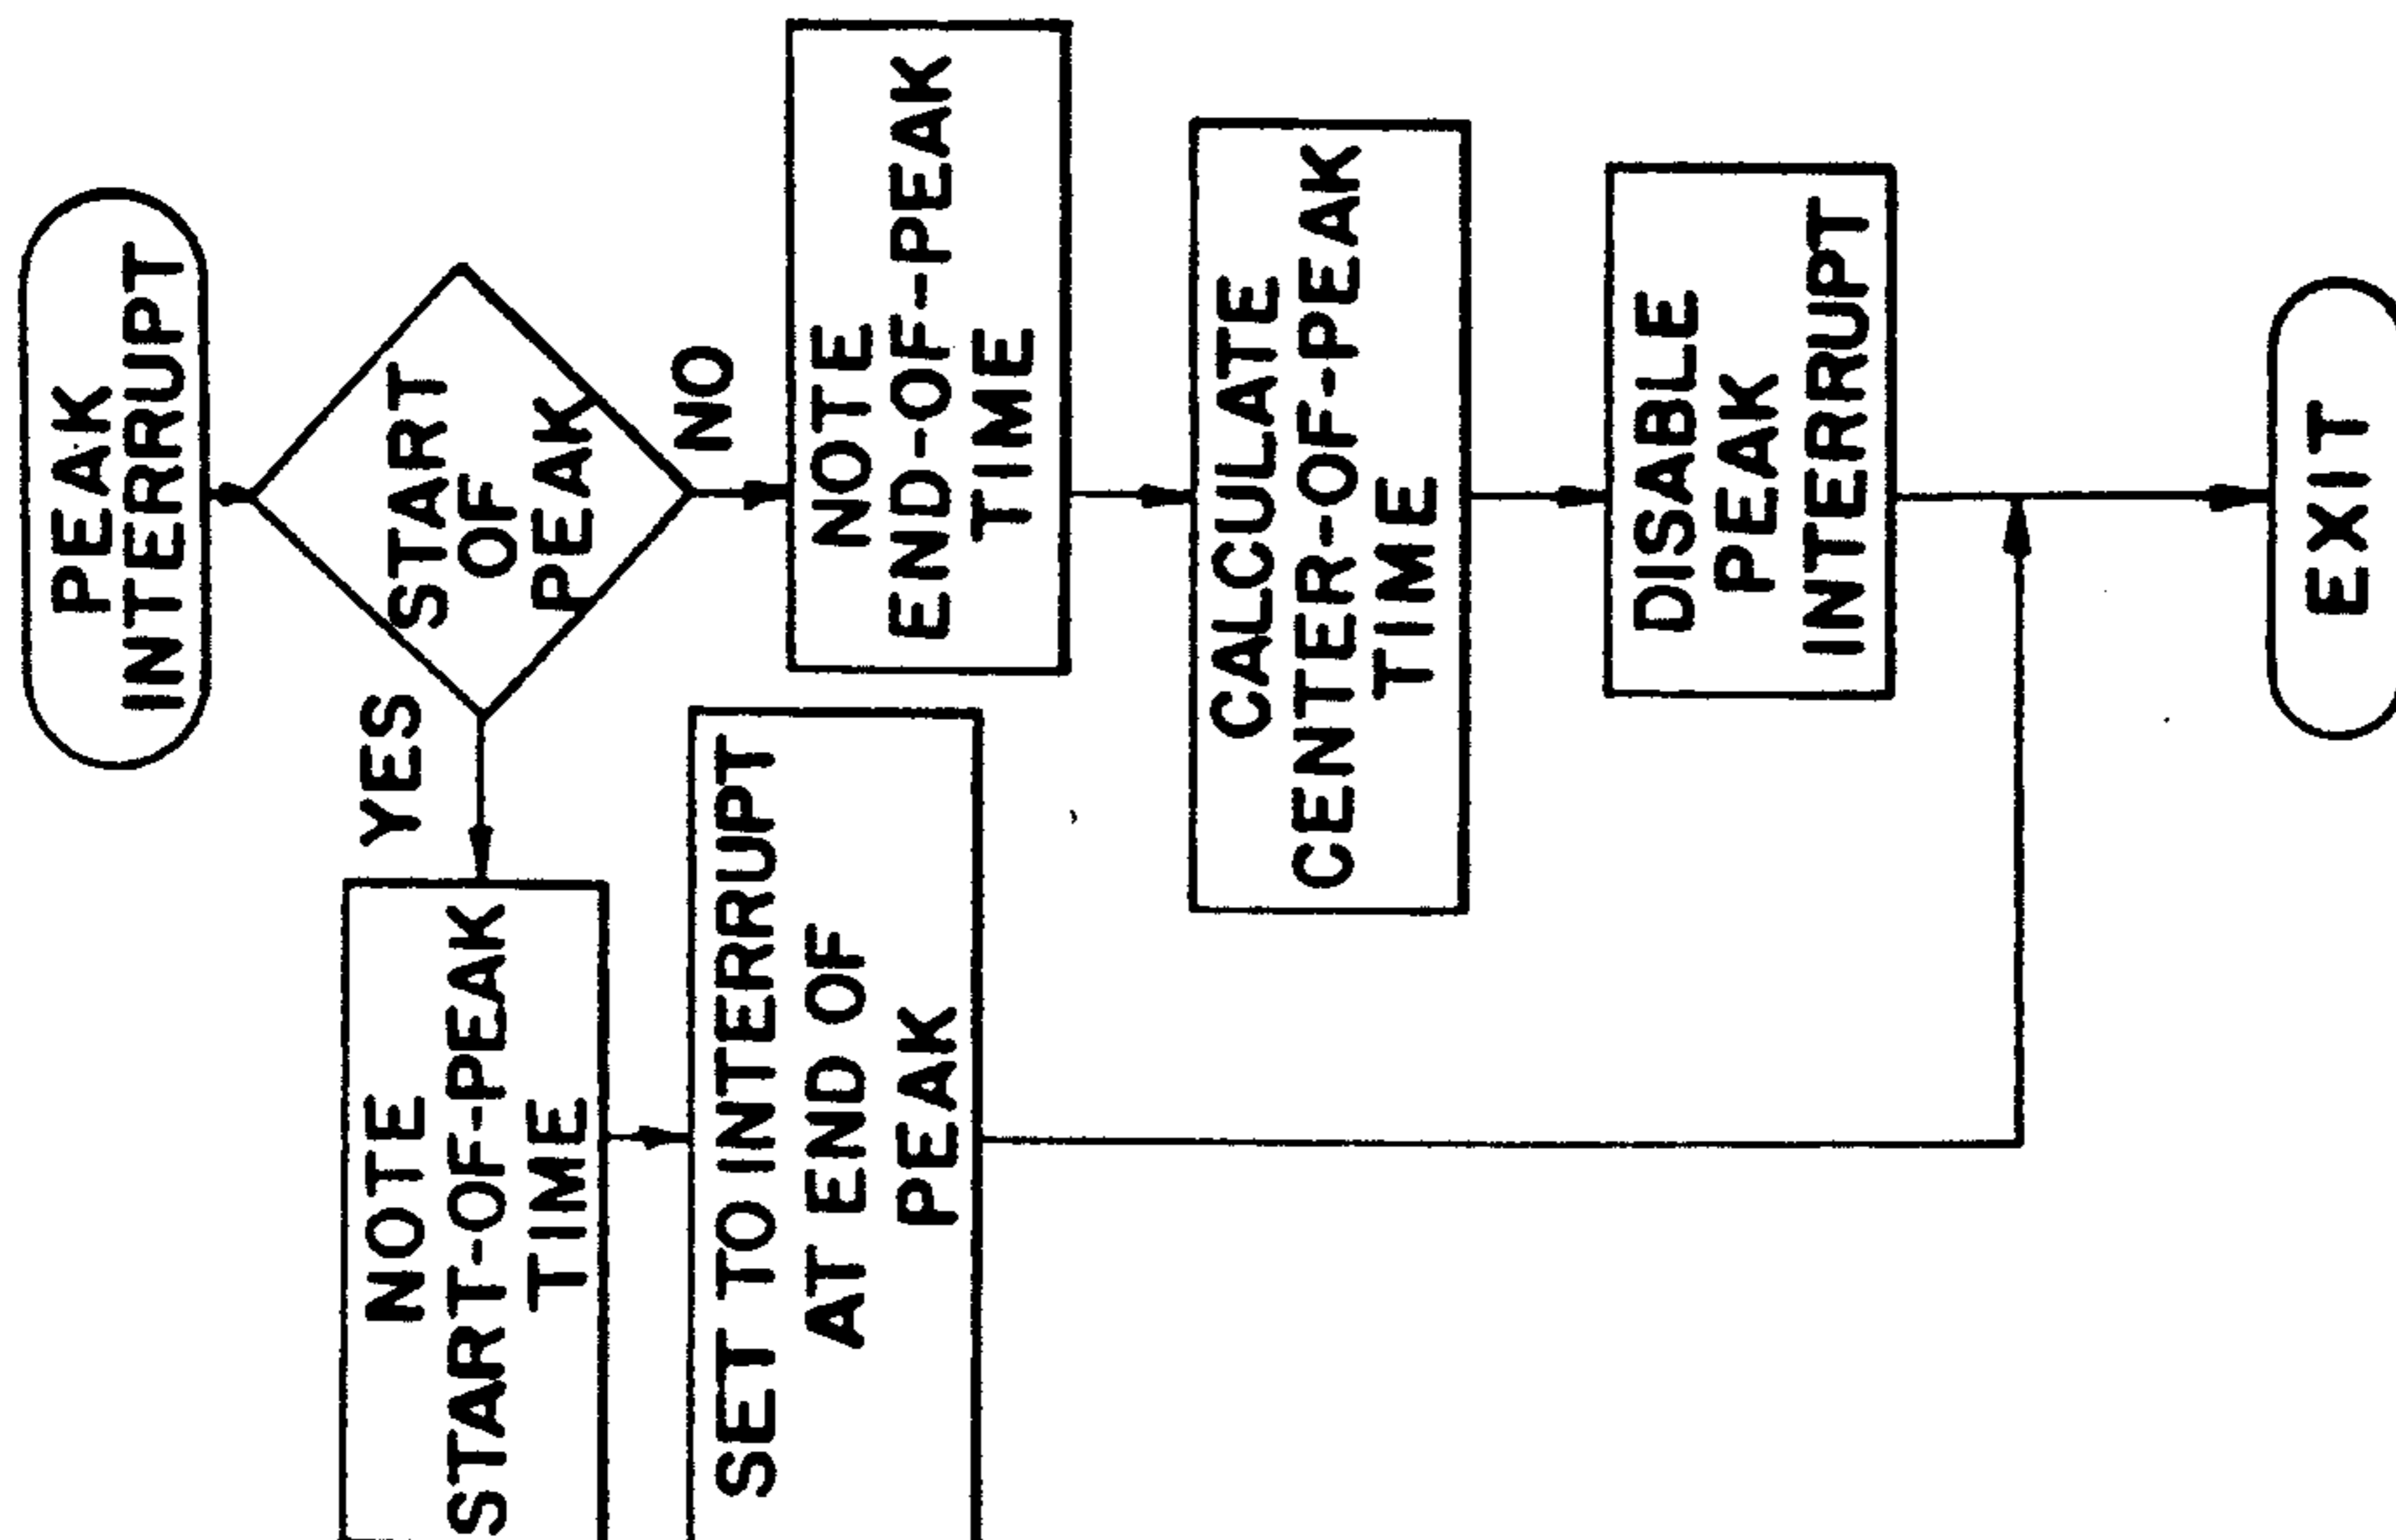 PEAK
INTERRUPT
START
OF
PEAK
YES
NO
NOTE
START-OF-PEAK
TIME
SET TO INTERRUPT
AT END OF
PEAK
NOTE
END-OF-PEAK
TIME
CALCULATE
CENTER-OF-PEAK
TIME
DISABLE
PEAK
INTERRUPT
EXIT